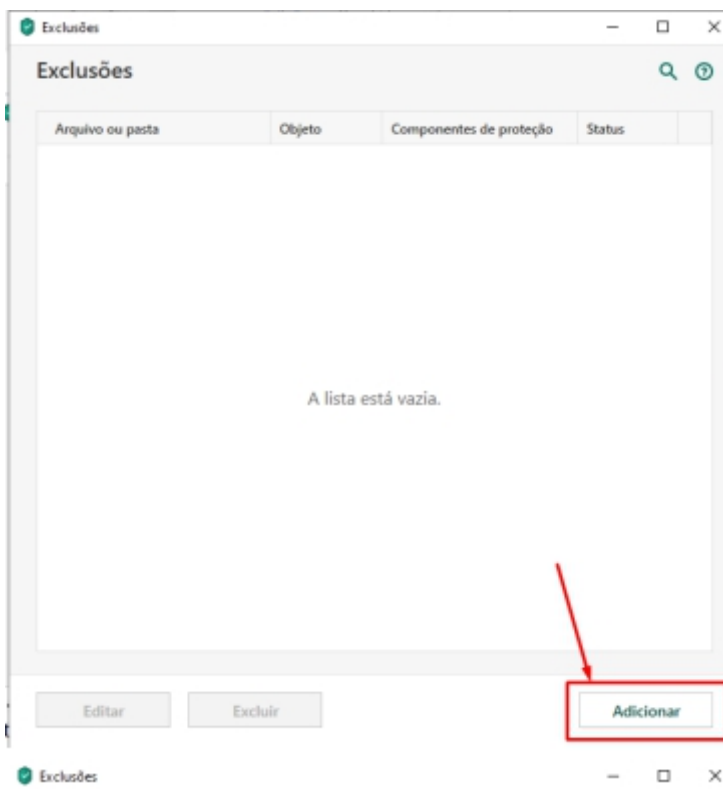 Exclusões
Exclusões
Arquivo ou pasta Objeto Componentes de proteção Status
A lista está vazia.
Editar Excluir Adicionar
Exclusões